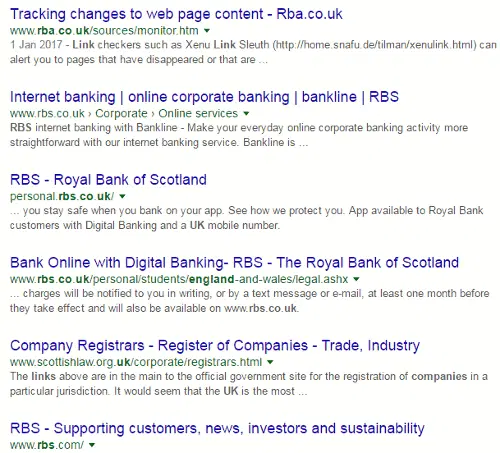 Tracking changes to web page content - Rba.co.uk
www.rba.co.uk/sources/monitor.htm
1 Jan 2017 - Link checkers such as Xenu Link Sleuth (http://home.snafu.de/tilman/xenulink.html) can
alert you to pages that have disappeared or that are ...
Internet banking | online corporate banking | bankline | RBS
www.rbs.co.uk › Corporate › Online services
RBS internet banking with Bankline - Make your everyday online corporate banking activity more
straightforward with our internet banking service. Bankline is ...
RBS - Royal Bank of Scotland
personal.rbs.co.uk/
... you stay safe when you bank on your app. See how we protect you. App available to Royal Bank
customers with Digital Banking and a UK mobile number.
Bank Online with Digital Banking- RBS - The Royal Bank of Scotland
www.rbs.co.uk/personal/students/england-and-wales/legal.ashx
... charges will be notified to you in writing, or by a text message or e-mail, at least one month before
they take effect and will also be available on www.rbs.co.uk.
Company Registrars - Register of Companies - Trade, Industry
www.scottishlaw.org.uk/corporate/registrars.html
The links above are in the main to the official government site for the registration of companies in a
particular jurisdiction. It would seem that the UK is the most ...
RBS - Supporting customers, news, investors and sustainability
www.rbs.com/